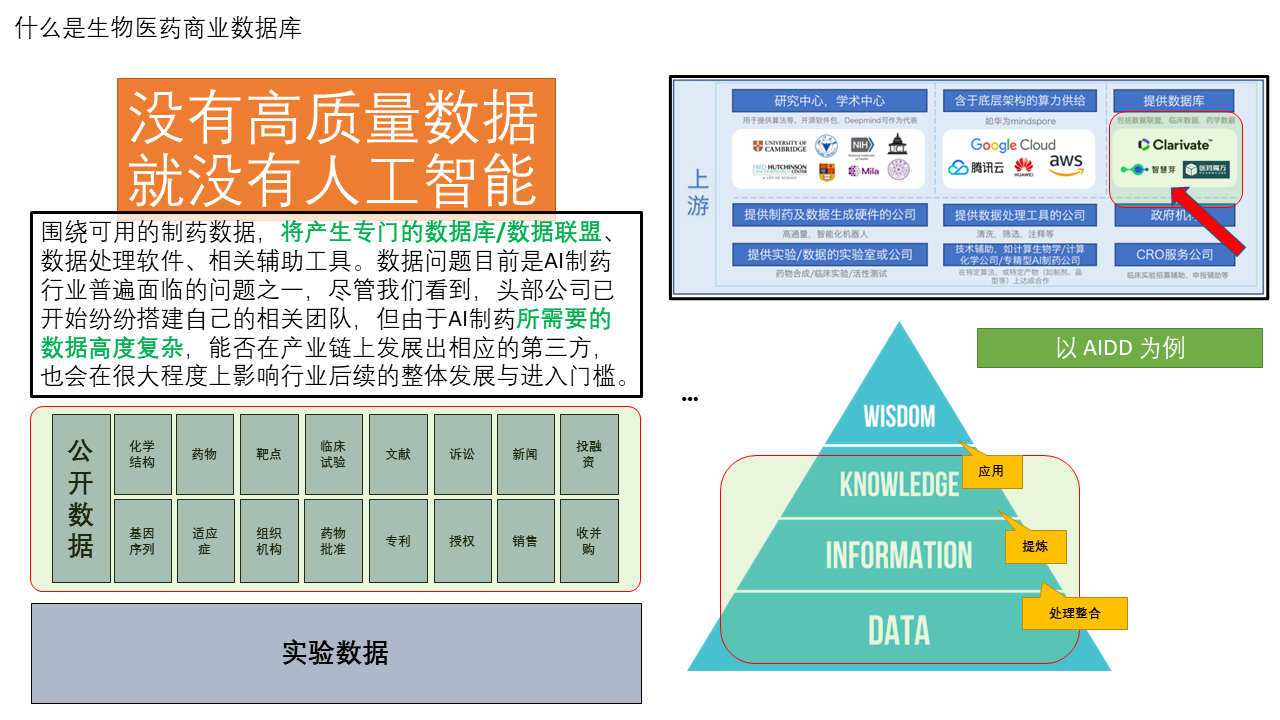 什么是生物医药商业数据库
没有高质量数据
就没有人工智能
围绕可用的制药数据，将产生专门的数据库/数据联盟、
数据处理软件、相关辅助工具。数据问题目前是AI制药
行业普遍面临的问题之一，尽管我们看到，头部公司已
开始纷纷搭建自己的相关团队，但由于AI制药所需要的
数据高度复杂，能否在产业链上发展出相应的第三方，
也会在很大程度上影响行业后续的整体发展与进入门槛。
公开数据
化学结构
药物
靶点
临床试验
文献
诉讼
新闻
投融资
基因序列
适应症
组织机构
药物批准
专利
授权
销售
收并购
实验数据
上游
研究中心，学术中心
用于提供算法等、开源软件包、Deepmind可作为代表
UNIVERSITY OF
CAMBRIDGE
NIH
FRED HUTCHINSON
CANCER RESEARCH CENTER
A LIFE OF SCIENCE
Mila
含于底层架构的算力供给
如华为mindspore
Google Cloud
腾讯云
HUAWEI
aws
提供数据库
包括数据联盟、临床数据、药学数据
Clarivate™
智慧芽
医药魔方
提供制药及数据生成硬件的公司
高通量、智能化机器人
提供数据处理工具的公司
清洗、筛选、注释等
政府机
提供实验/数据的实验室或公司
药物合成/临床实验/活性测试
技术辅助，如计算生物学/计算
化学公司/专精型AI制药公司
在特定算法、或特定产物（如制剂、晶
型等）上达成合作
CRO服务公司
临床实验招募辅助、申报辅助等
以 AIDD 为例
...
WISDOM
应用
KNOWLEDGE
提炼
INFORMATION
处理整合
DATA